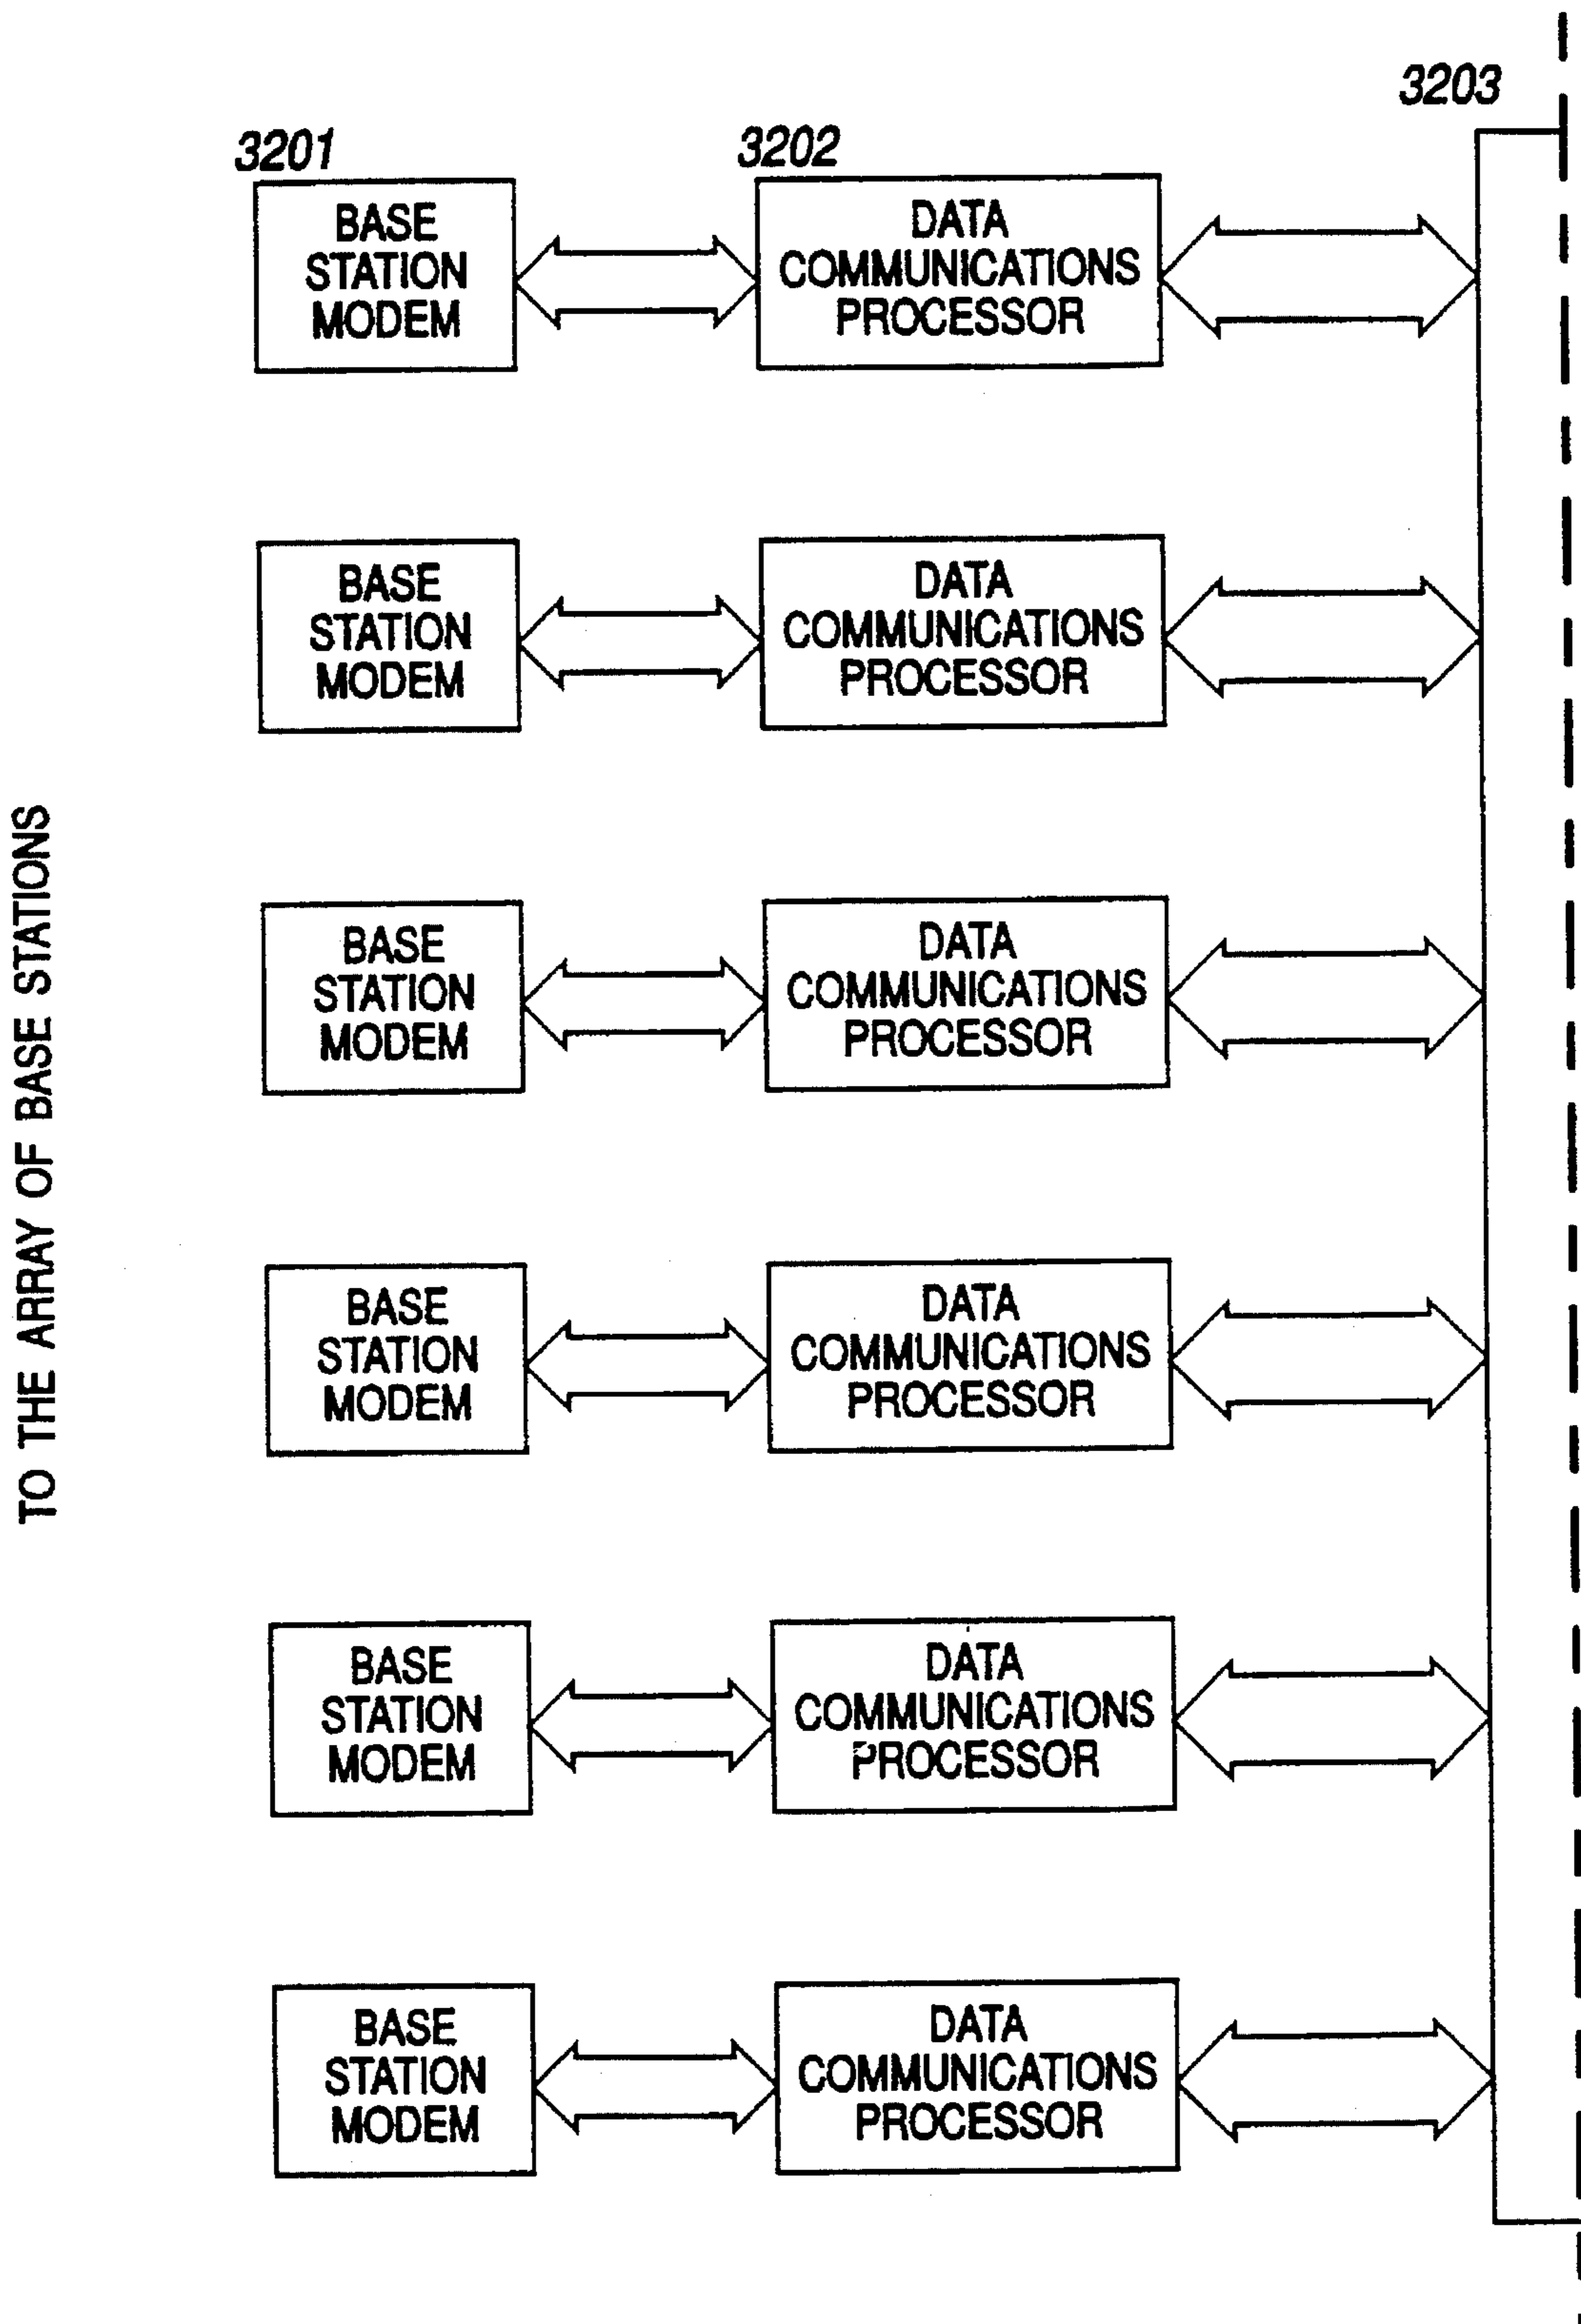 3203
3201
3202
BASE
STATION
MODEM
DATA
COMMUNICATIONS
PROCESSOR
BASE
STATION
MODEM
DATA
COMMUNICATIONS
PROCESSOR
BASE
STATION
MODEM
DATA
COMMUNICATIONS
PROCESSOR
BASE
STATION
MODEM
DATA
COMMUNICATIONS
PROCESSOR
BASE
STATION
MODEM
DATA
COMMUNICATIONS
PROCESSOR
BASE
STATION
MODEM
DATA
COMMUNICATIONS
PROCESSOR
TO THE ARRAY OF BASE STATIONS